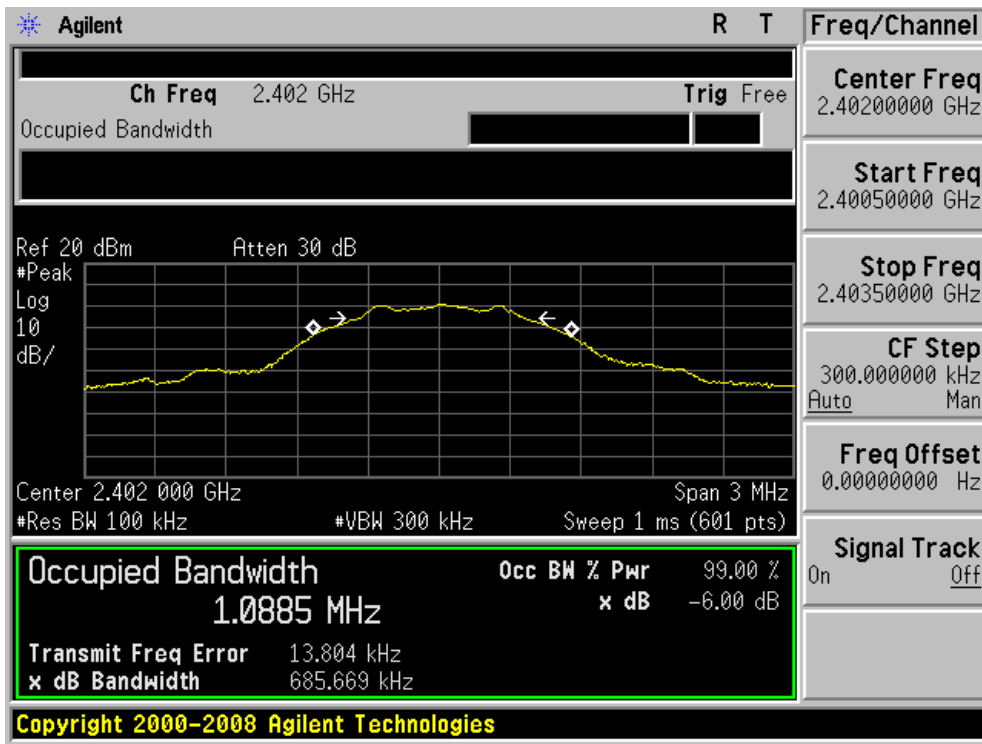 Agilent
R T
Ch Freq 2.402 GHz
Trig Free
Occupied Bandwidth
Ref 20 dBm Atten 30 dB
#Peak
Log
10
dB/
Center 2.402 000 GHz
Span 3 MHz
#Res BW 100 kHz
#VBW 300 kHz
Sweep 1 ms (601 pts)
Occupied Bandwidth
1.0885 MHz
Occ BW % Pwr 99.00 %
x dB -6.00 dB
Transmit Freq Error 13.804 kHz
x dB Bandwidth 685.669 kHz
Copyright 2000-2008 Agilent Technologies
Freq/Channel
Center Freq
2.40200000 GHz
Start Freq
2.40050000 GHz
Stop Freq
2.40350000 GHz
CF Step
300.000000 kHz
Auto Man
Freq Offset
0.00000000 Hz
Signal Track
On Off